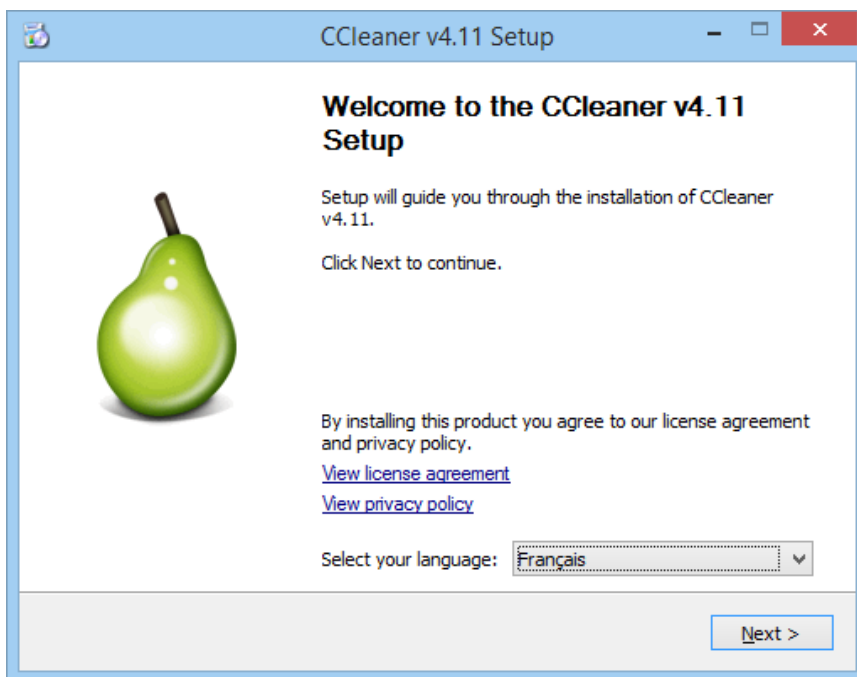 CCleaner v4.11 Setup
Welcome to the CCleaner v4.11
Setup
Setup will guide you through the installation of CCleaner
v4.11.
Click Next to continue.
By installing this product you agree to our license agreement
and privacy policy.
View license agreement
View privacy policy
Select your language: Français
Next >